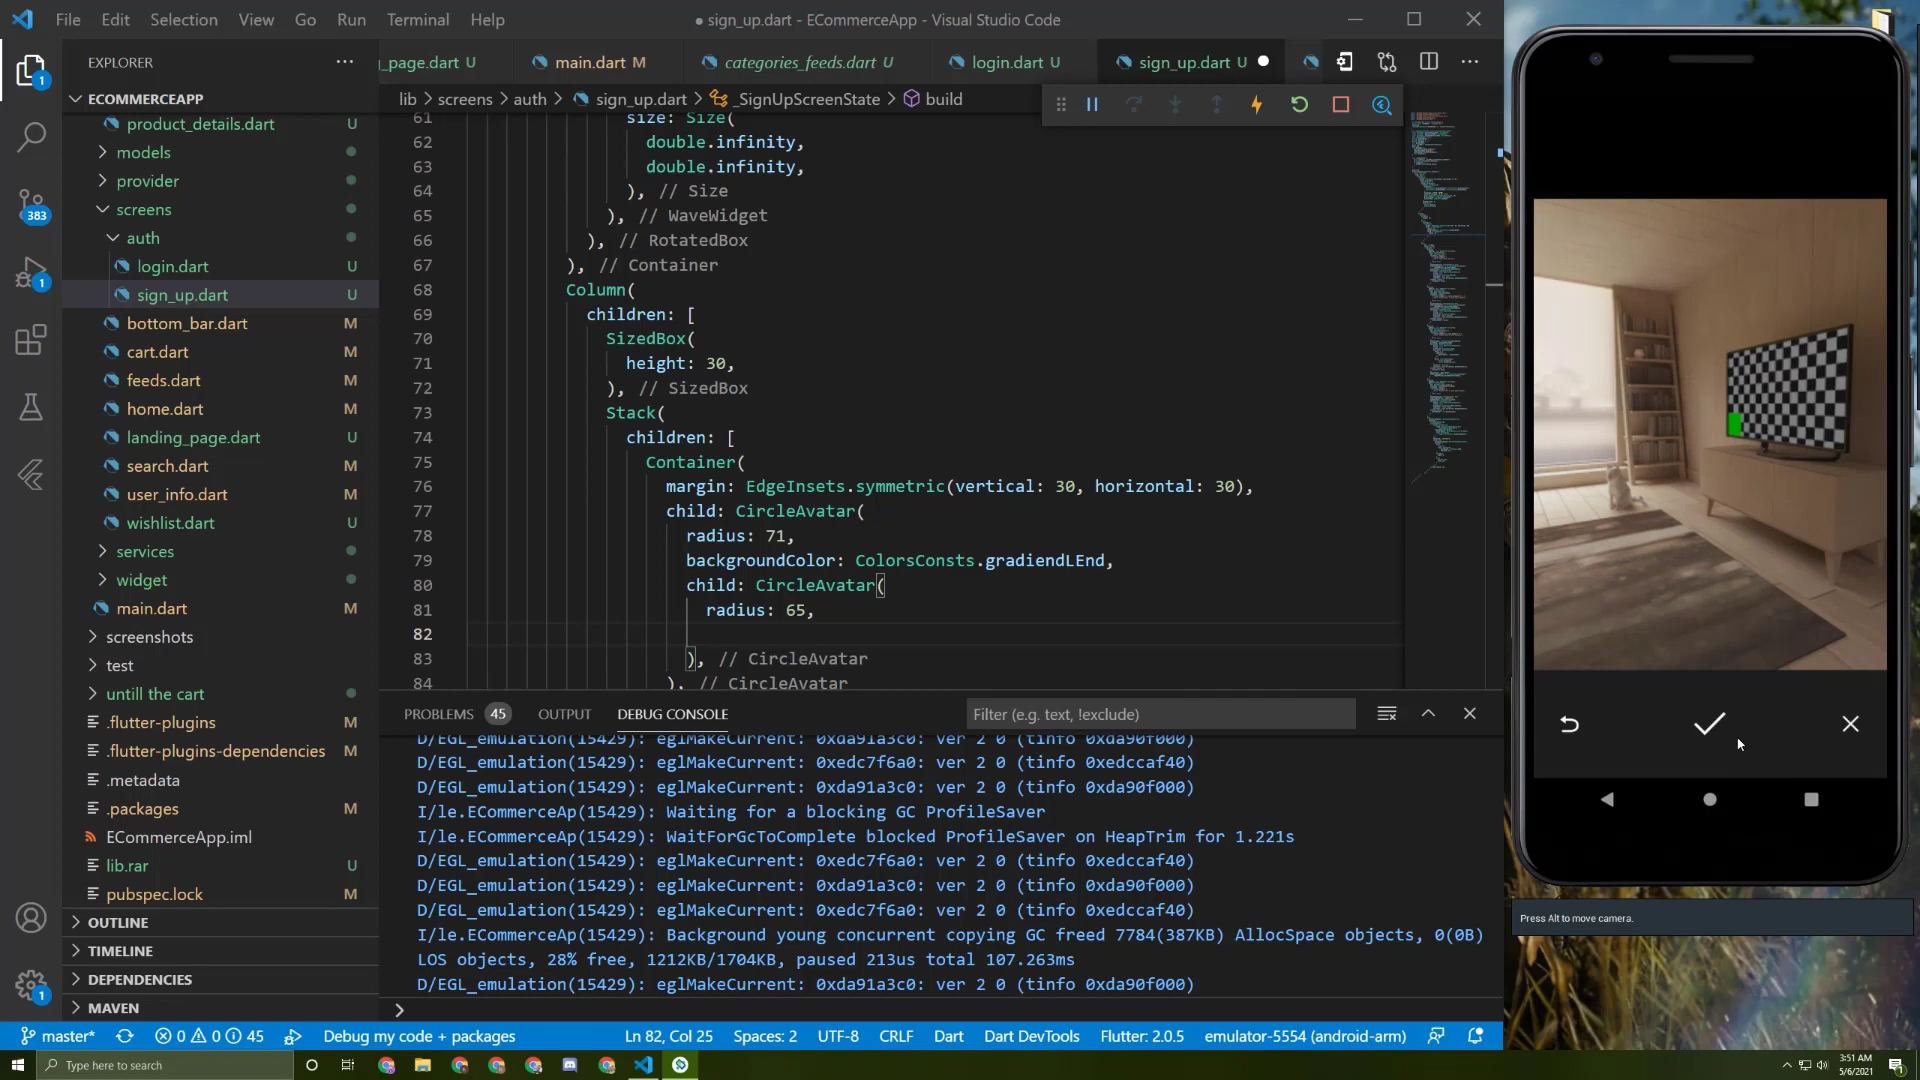 File Edit Selection View Go Run Terminal Help
● sign_up.dart - ECommerceApp - Visual Studio Code
EXPLORER
ECOMMERCEAPP
product_details.dart U
models
provider
screens
auth
login.dart U
sign_up.dart U
bottom_bar.dart M
cart.dart M
feeds.dart M
home.dart M
landing_page.dart U
search.dart M
user_info.dart M
wishlist.dart U
services
widget
main.dart M
screenshots
test
untill the cart
.flutter-plugins M
.flutter-plugins-dependencies M
.metadata
.packages M
ECommerceApp.iml
lib.rar U
pubspec.lock M
OUTLINE
TIMELINE
DEPENDENCIES
MAVEN
1
383
1
1
_page.dart U main.dart M categories_feeds.dart U login.dart U sign_up.dart U
lib > screens > auth > sign_up.dart > _SignUpScreenState > build
61 size: Size(
62 double.infinity,
63 double.infinity,
64 ), // Size
65 ), // WaveWidget
66 ), // RotatedBox
67 ), // Container
68 Column(
69 children: [
70 SizedBox(
71 height: 30,
72 ), // SizedBox
73 Stack(
74 children: [
75 Container(
76 margin: EdgeInsets.symmetric(vertical: 30, horizontal: 30),
77 child: CircleAvatar(
78 radius: 71,
79 backgroundColor: ColorsConsts.gradiendLEnd,
80 child: CircleAvatar(
81 radius: 65,
82
83 ), // CircleAvatar
84 ), // CircleAvatar
PROBLEMS 45 OUTPUT DEBUG CONSOLE Filter (e.g. text, !exclude)
D/EGL_emulation(15429): eglMakeCurrent: 0xda91a3c0: ver 2 0 (tinfo 0xda90f000)
D/EGL_emulation(15429): eglMakeCurrent: 0xedc7f6a0: ver 2 0 (tinfo 0xedccaf40)
D/EGL_emulation(15429): eglMakeCurrent: 0xda91a3c0: ver 2 0 (tinfo 0xda90f000)
I/le.ECommerceAp(15429): Waiting for a blocking GC ProfileSaver
I/le.ECommerceAp(15429): WaitForGcToComplete blocked ProfileSaver on HeapTrim for 1.221s
D/EGL_emulation(15429): eglMakeCurrent: 0xedc7f6a0: ver 2 0 (tinfo 0xedccaf40)
D/EGL_emulation(15429): eglMakeCurrent: 0xda91a3c0: ver 2 0 (tinfo 0xda90f000)
D/EGL_emulation(15429): eglMakeCurrent: 0xedc7f6a0: ver 2 0 (tinfo 0xedccaf40)
I/le.ECommerceAp(15429): Background young concurrent copying GC freed 7784(387KB) AllocSpace objects, 0(0B)
LOS objects, 28% free, 1212KB/1704KB, paused 213us total 107.263ms
D/EGL_emulation(15429): eglMakeCurrent: 0xda91a3c0: ver 2 0 (tinfo 0xda90f000)
Press Alt to move camera.
master* 0 0 45 Debug my code + packages Ln 82, Col 25 Spaces: 2 UTF-8 CRLF Dart Dart DevTools Flutter: 2.0.5 emulator-5554 (android-arm)
Type here to search
3:51 AM
5/6/2021